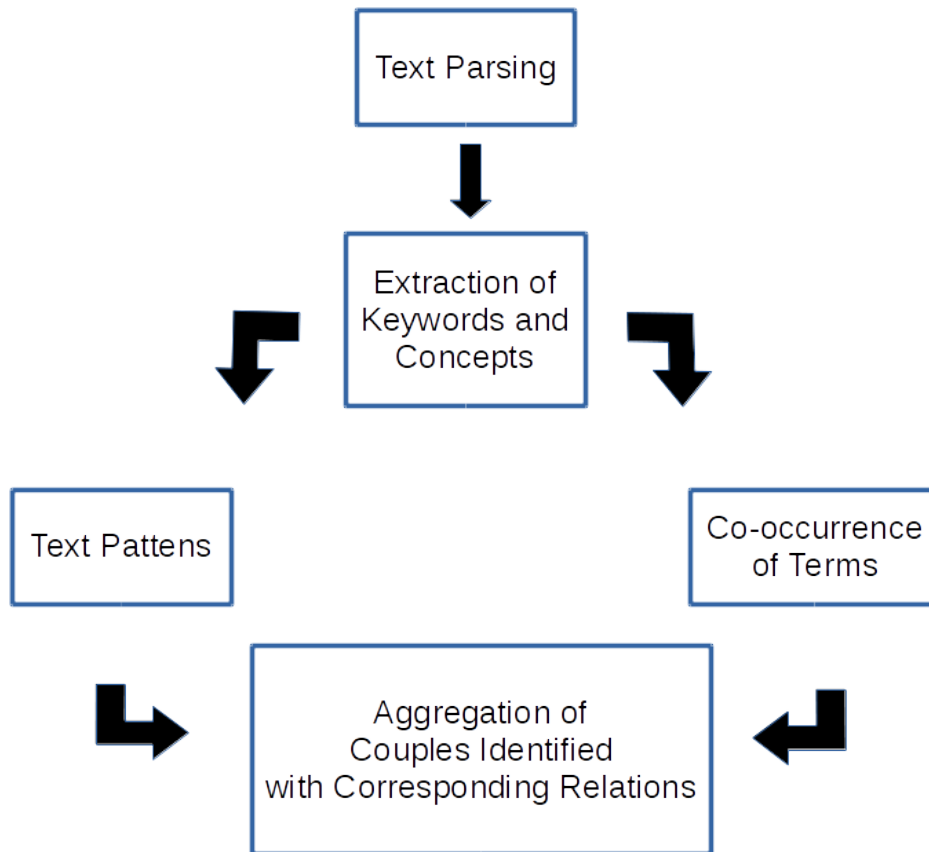 Text Parsing
Extraction of
Keywords and
Concepts
Text Pattens
Co-occurrence
of Terms
Aggregation of
Couples Identified
with Corresponding Relations